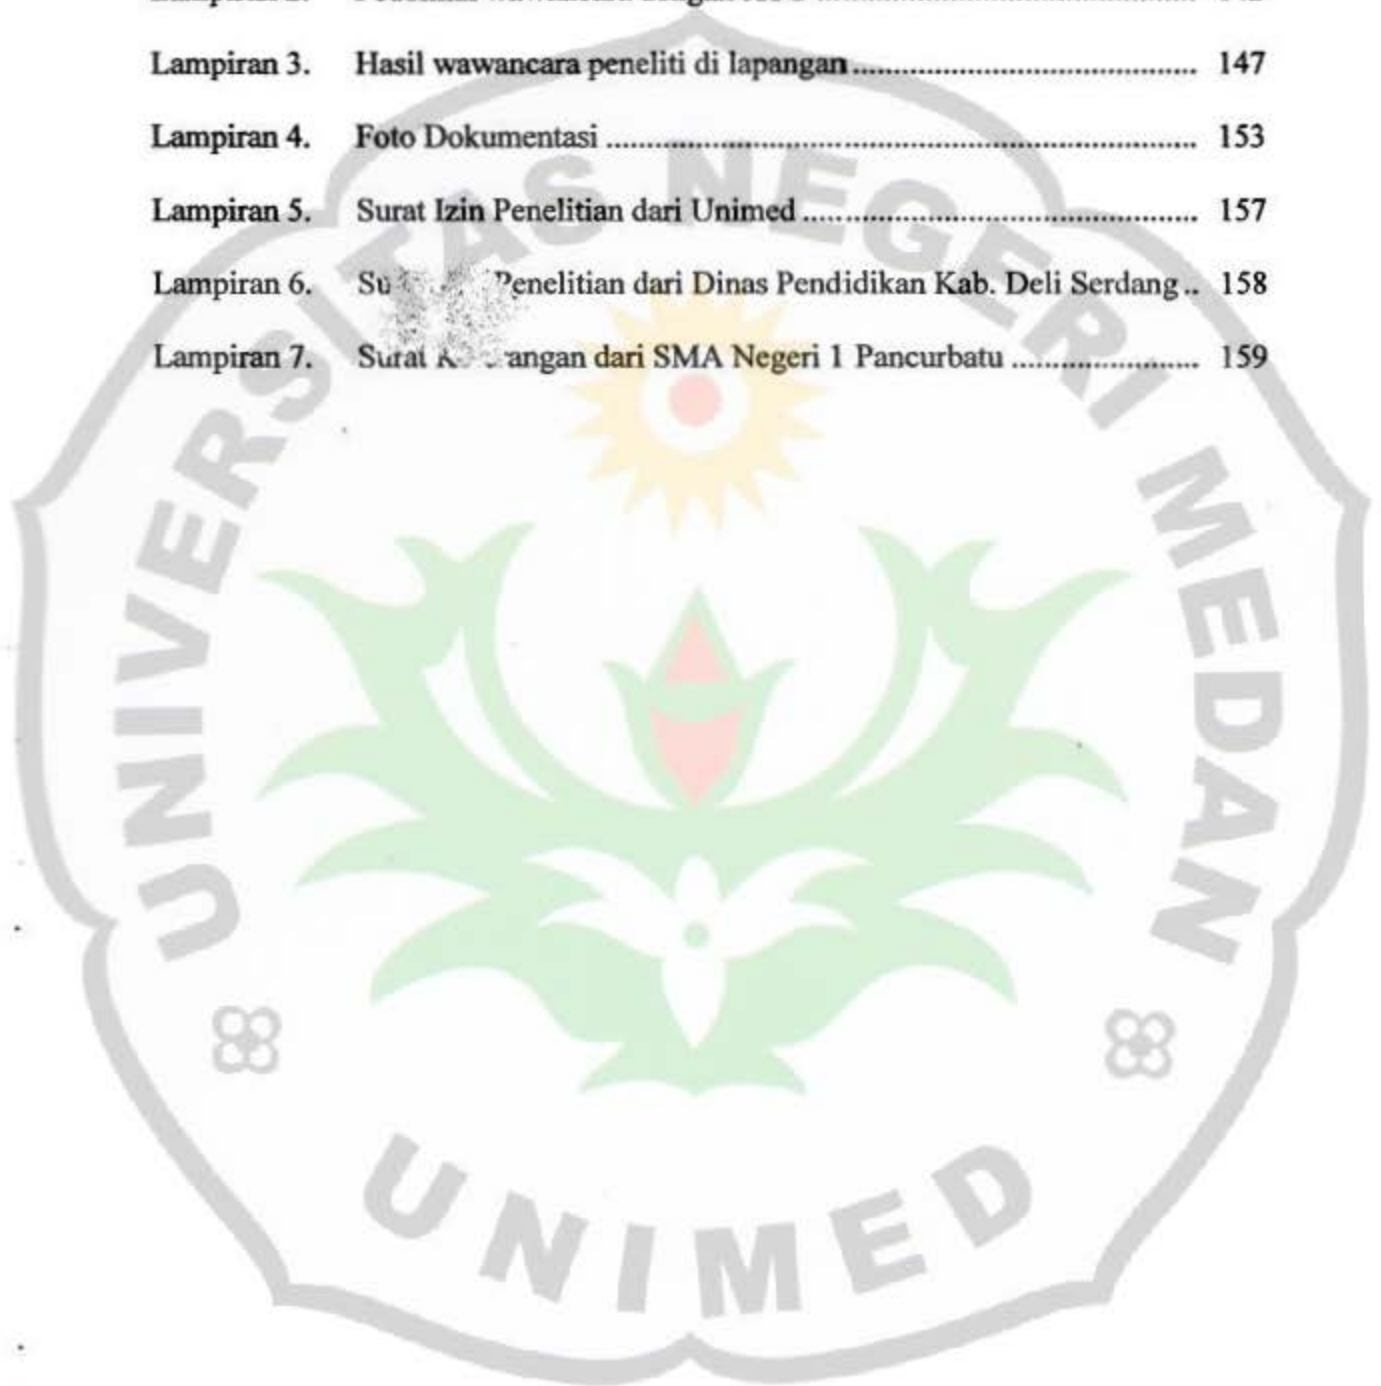 Lampiran 3. Hasil wawancara peneliti di lapangan ........................................ 147
Lampiran 4. Foto Dokumentasi ........................................ 153
Lampiran 5. Surat Izin Penelitian dari Unimed ........................................ 157
Lampiran 6. Penelitian dari Dinas Pendidikan Kab. Deli Serdang .. 158
Lampiran 7. Surat dari SMA Negeri 1 Pancurbatu ........................ 159
UNIVERSITAS NEGERI MEDAN
UNIMED